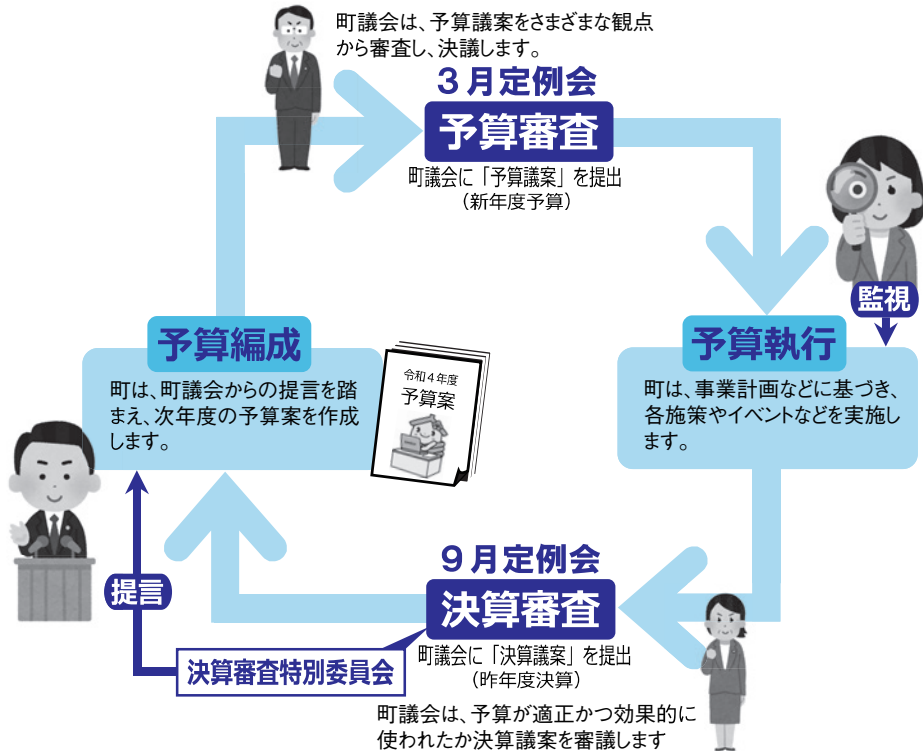 町議会は、予算議案をさまざまな観点
から審査し、決議します。
3月定例会
予算審査
町議会に「予算議案」を提出
(新年度予算)
監視
予算執行
町は、事業計画などに基づき、
各施策やイベントなどを実施し
ます。
予算編成
町は、町議会からの提言を踏
まえ、次年度の予算案を作成
します。
令和4年度
予算案
9月定例会
決算審査
町議会に「決算議案」を提出
(昨年度決算)
町議会は、予算が適正かつ効果的に
使われたか決算議案を審議します
決算審査特別委員会
提言